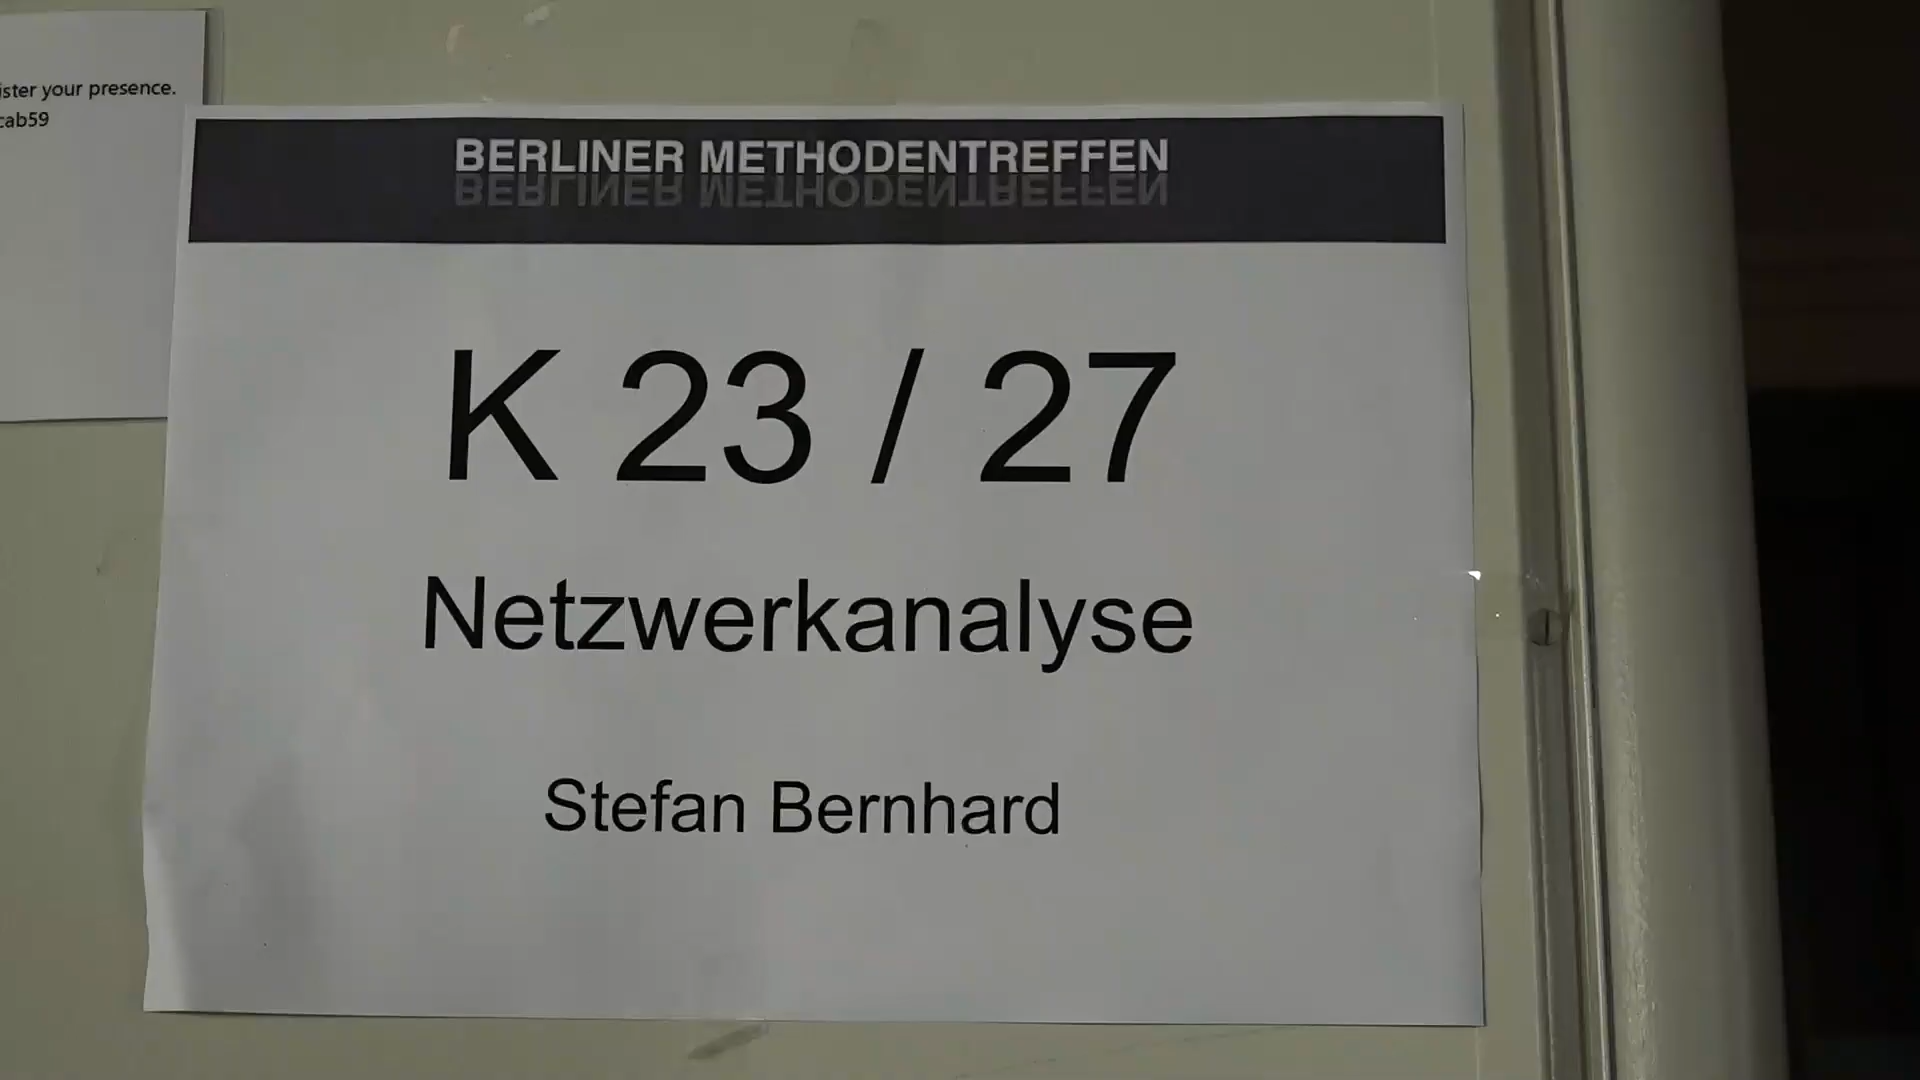 ister your presence.
cab59
BERLINER METHODENTREFFEN
K 23 / 27
Netzwerkanalyse
Stefan Bernhard